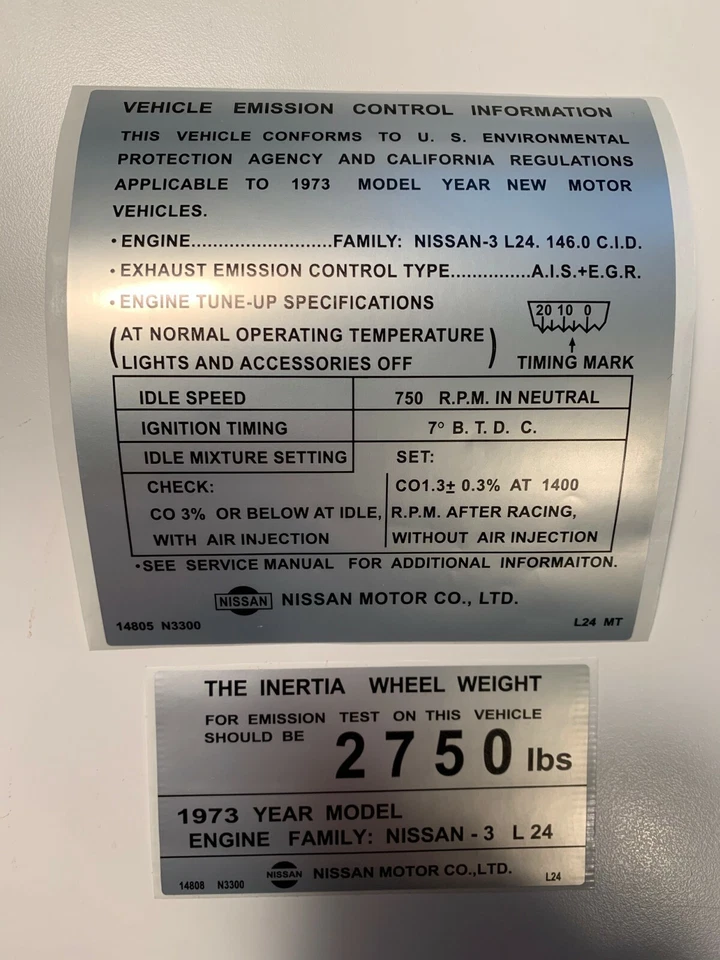 VEHICLE EMISSION CONTROL INFORMATION
THIS VEHICLE CONFORMS TO U. S. ENVIRONMENTAL
PROTECTION AGENCY AND CALIFORNIA REGULATIONS
APPLICABLE TO 1973 MODEL YEAR NEW MOTOR
VEHICLES.
• ENGINE..........................FAMILY: NISSAN-3 L24. 146.0 C.I.D.
• EXHAUST EMISSION CONTROL TYPE...............A.I.S.+E.G.R.
• ENGINE TUNE-UP SPECIFICATIONS
20 10 0
(AT NORMAL OPERATING TEMPERATURE
LIGHTS AND ACCESSORIES OFF)
TIMING MARK
IDLE SPEED 750 R.P.M. IN NEUTRAL
IGNITION TIMING 7° B. T. D. C.
IDLE MIXTURE SETTING
CHECK:
CO 3% OR BELOW AT IDLE,
WITH AIR INJECTION
SET:
CO1.3± 0.3% AT 1400
R.P.M. AFTER RACING,
WITHOUT AIR INJECTION
•SEE SERVICE MANUAL FOR ADDITIONAL INFORMAITON.
NISSAN NISSAN MOTOR CO., LTD.
14805 N3300 L24 MT
THE INERTIA WHEEL WEIGHT
FOR EMISSION TEST ON THIS VEHICLE
SHOULD BE 2750 lbs
1973 YEAR MODEL
ENGINE FAMILY: NISSAN - 3 L 24
NISSAN NISSAN MOTOR CO.,LTD.
14808 N3300 L24